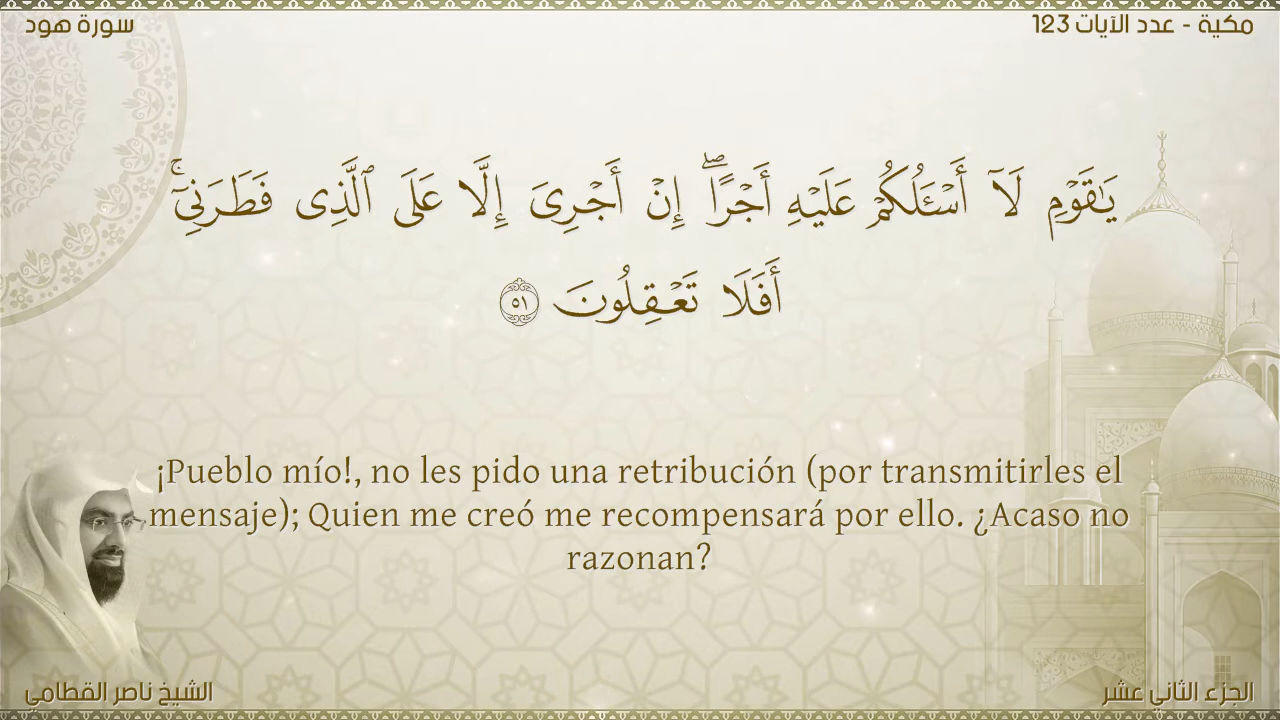 سورة هود
مكية - عدد الآيات 123
يَـٰقَوْمِ لَآ أَسْـَٔلُكُمْ عَلَيْهِ أَجْرًا ۖ إِنْ أَجْرِىَ إِلَّا عَلَى ٱلَّذِى فَطَرَنِىٓ ۚ
أَفَلَا تَعْقِلُونَ ٥١
¡Pueblo mío!, no les pido una retribución (por transmitirles el
mensaje); Quien me creó me recompensará por ello. ¿Acaso no
razonan?
الشيخ ناصر القطامي
الجزء الثاني عشر